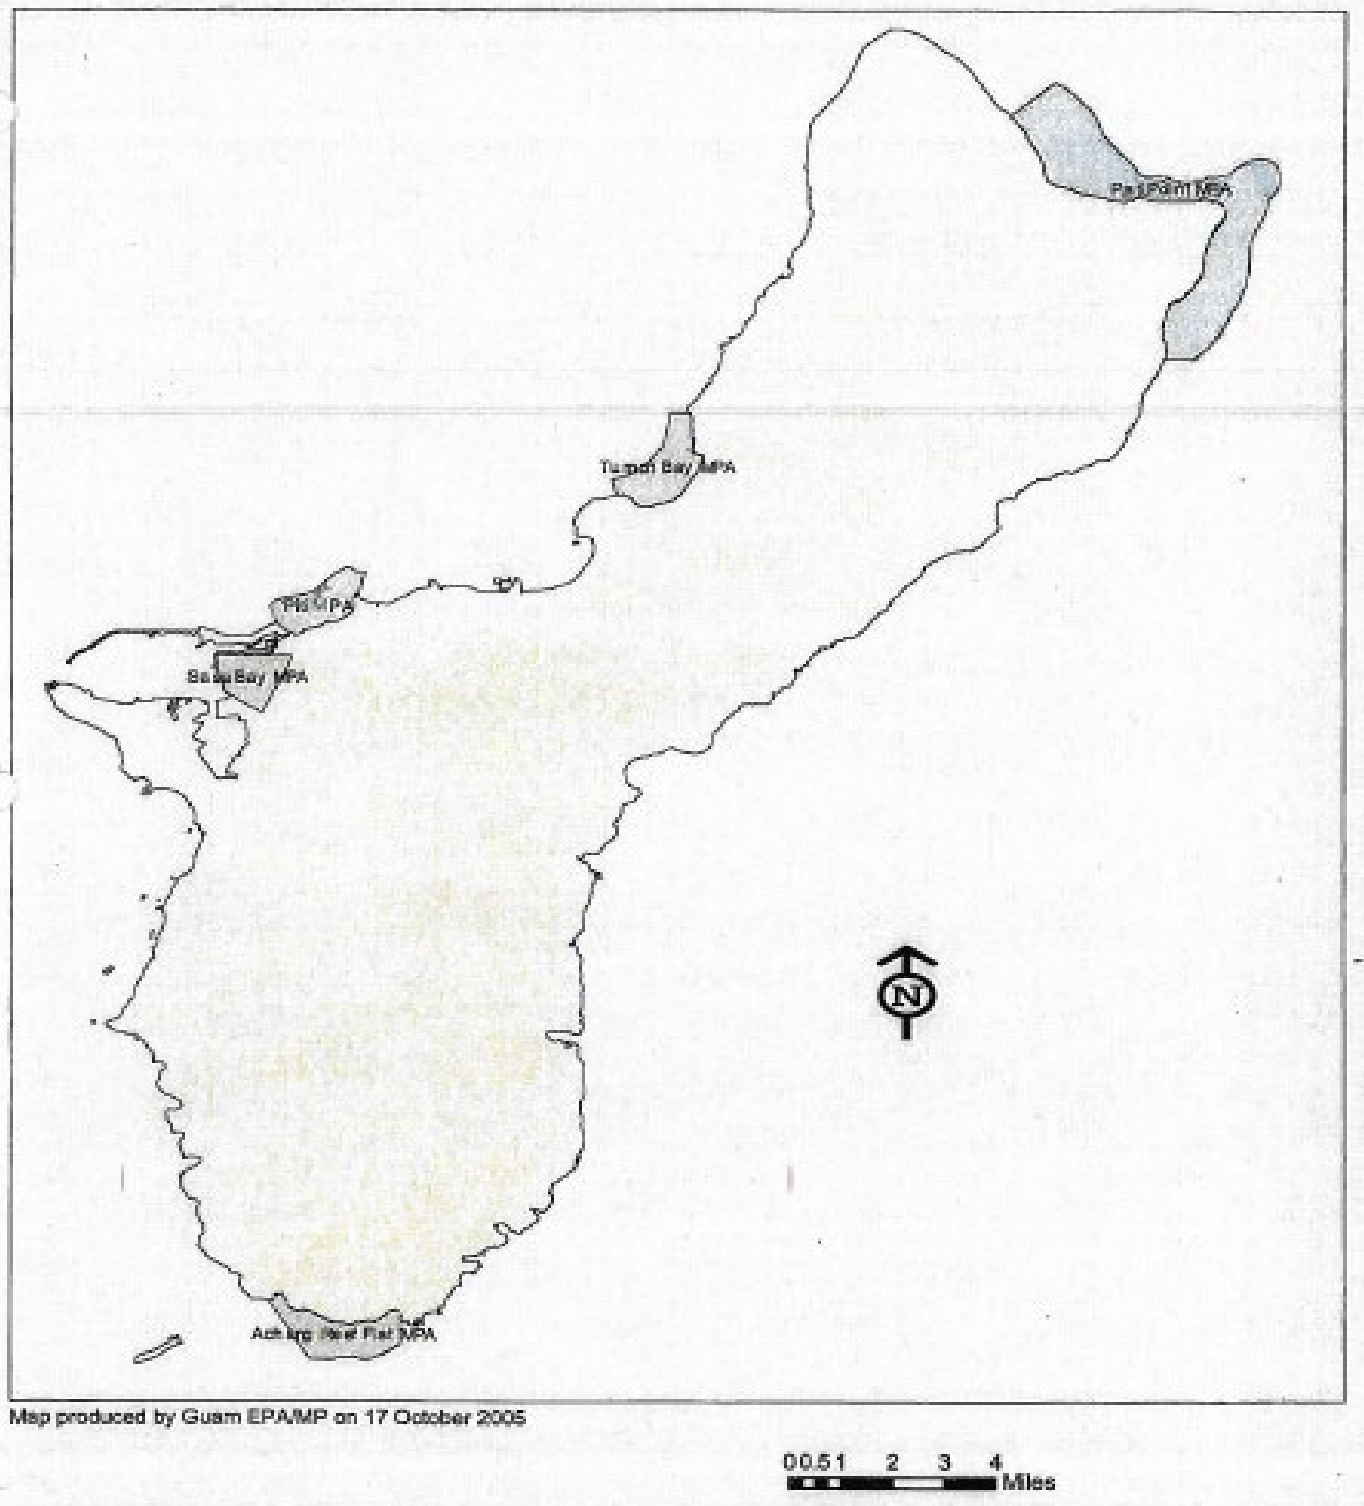 Pati Point MPA
Tumon Bay MPA
Piti MPA
Sasa Bay MPA
Achang Reef Flat MPA
N
Map produced by Guam EPA/MP on 17 October 2005
0 0.5 1 2 3 4
Miles